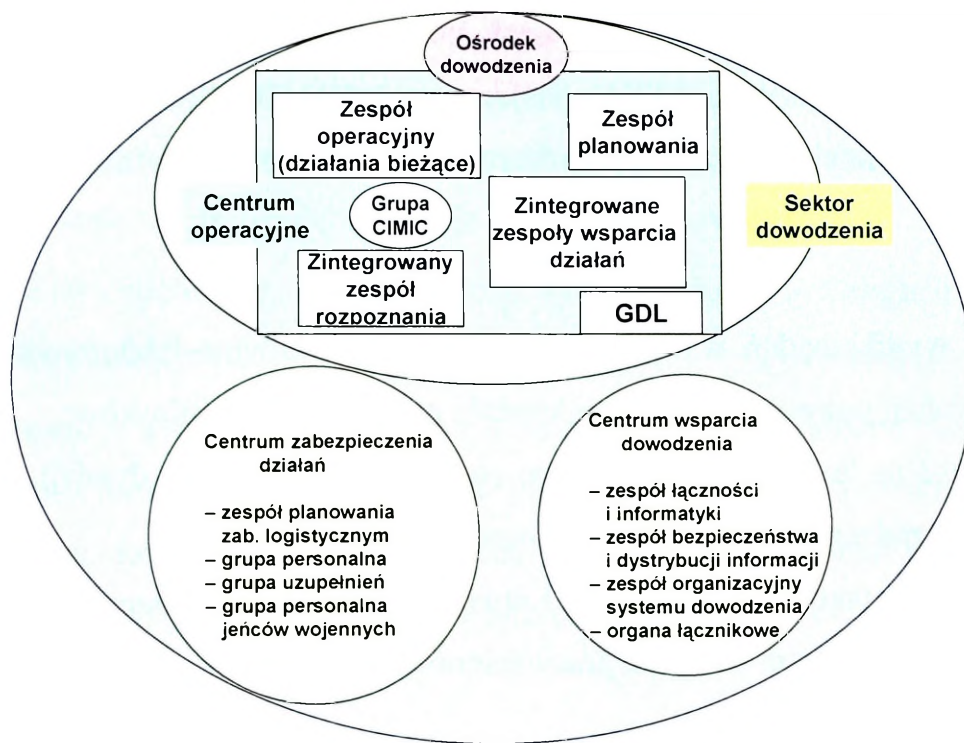 Ośrodek
dowodzenia
Zespół
operacyjny
(działania bieżące)
Zespół
planowania
Centrum
operacyjne
Grupa
CIMIC
Zintegrowane
zespoły wsparcia
działań
Sektor
dowodzenia
Zintegrowany
zespół
rozpoznania
GDL
Centrum zabezpieczenia
działań
– zespół planowania
zab. logistycznym
– grupa personalna
– grupa uzupełnień
– grupa personalna
jeńców wojennych
Centrum wsparcia
dowodzenia
– zespół łączności
i informatyki
– zespół bezpieczeństwa
i dystrybucji informacji
– zespół organizacyjny
systemu dowodzenia
– organa łącznikowe